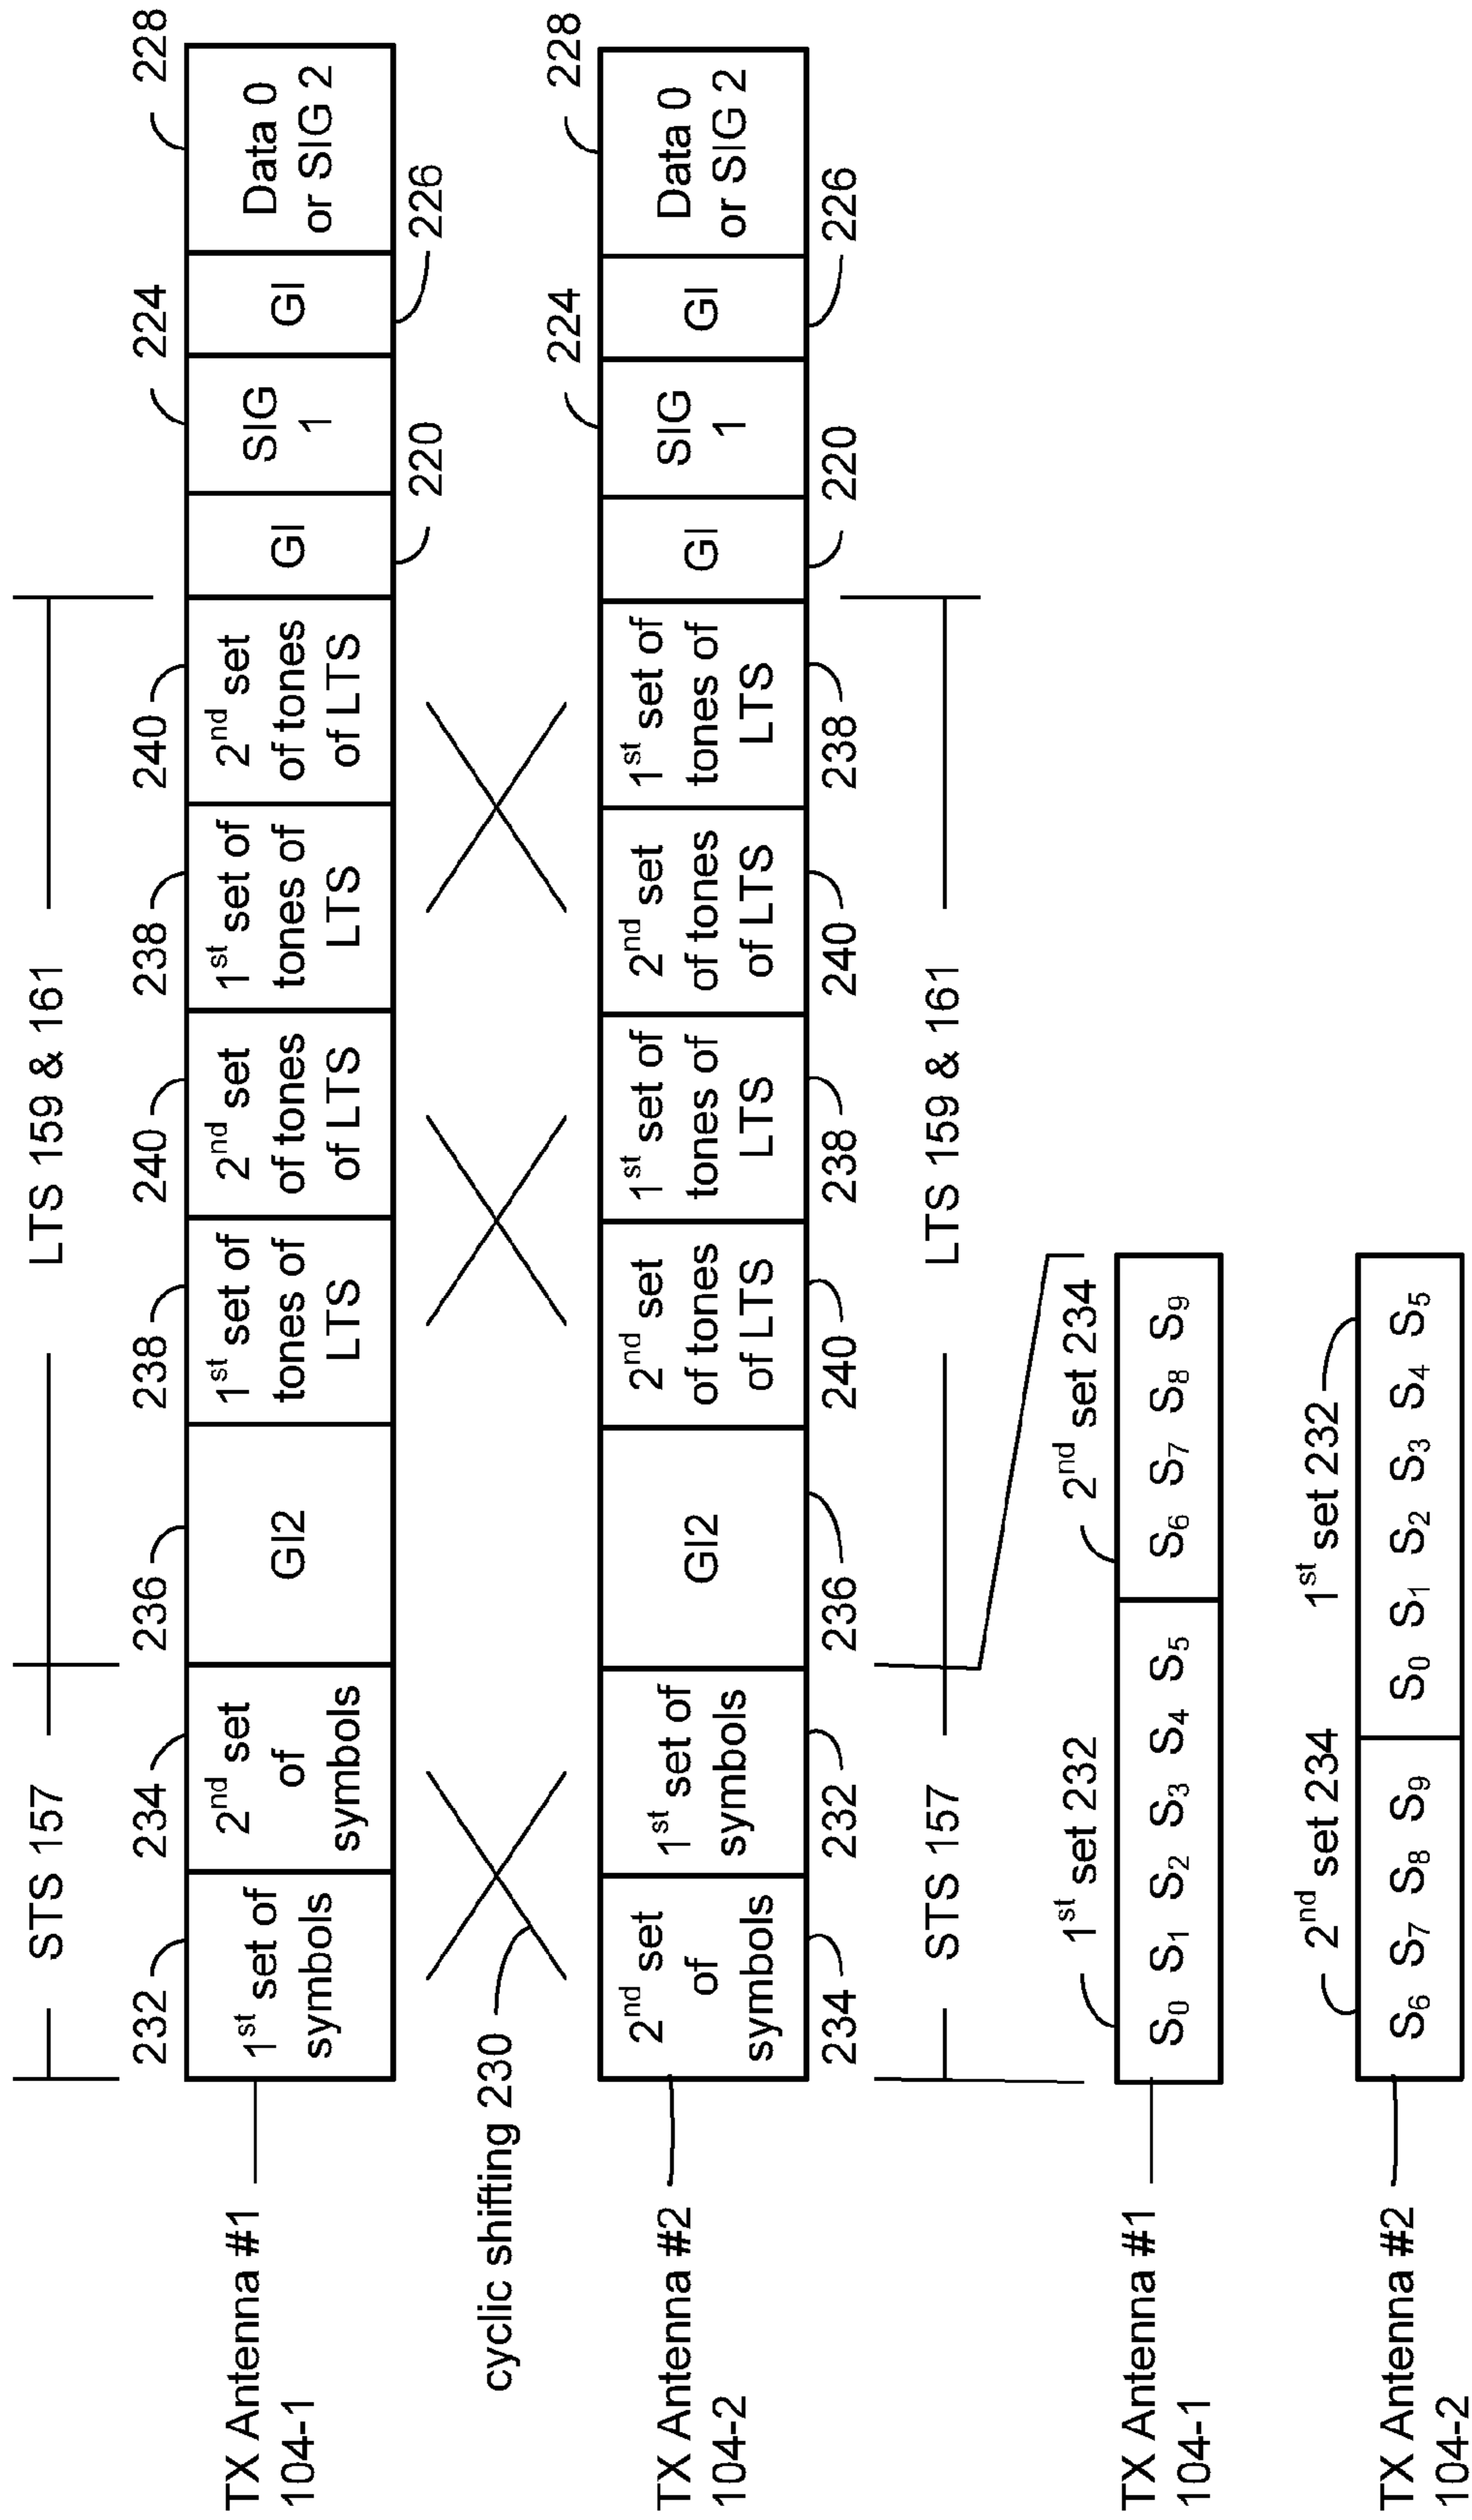 STS 157
LTS 159 & 161
232
234
236
238
240
238
240
224
228
TX Antenna #1
104-1
1st set of
symbols
2nd set
of
symbols
GI2
1st set of
tones of
LTS
2nd set
of tones
of LTS
1st set of
tones of
LTS
2nd set
of tones
of LTS
GI
SIG
1
GI
Data 0
or SIG 2
220
226
cyclic shifting 230
224
228
TX Antenna #2
104-2
2nd set
of
symbols
1st set of
symbols
GI2
2nd set
of tones
of LTS
1st set of
tones of
LTS
2nd set
of tones
of LTS
1st set of
tones of
LTS
GI
SIG
1
GI
Data 0
or SIG 2
234
232
236
240
238
240
238
220
226
STS 157
LTS 159 & 161
1st set 232
2nd set 234
TX Antenna #1
104-1
S0 S1 S2 S3 S4 S5
S6 S7 S8 S9
2nd set 234
1st set 232
TX Antenna #2
104-2
S6 S7 S8 S9
S0 S1 S2 S3 S4 S5